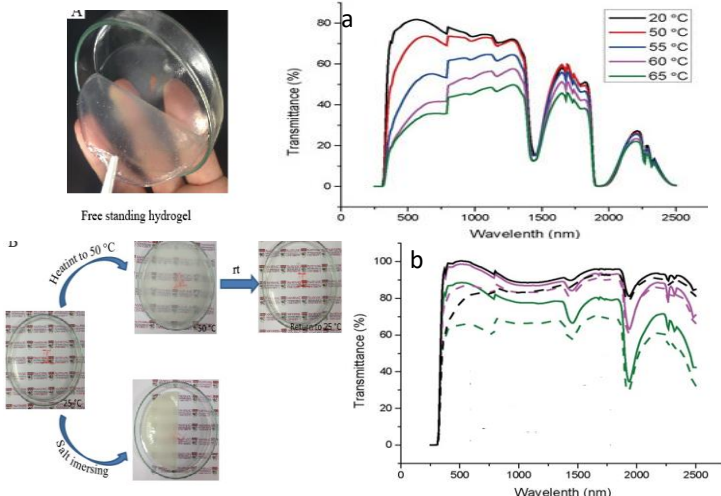 A
Free standing hydrogel
Heatint to 50 °C
50 °C
rt
Return to 25 °C
25 °C
Salt imersing
a
Transmittance (%)
80
60
40
20
0
20 °C
50 °C
55 °C
60 °C
65 °C
0
500
1000
1500
2000
2500
Wavelenth (nm)
b
Transmittance (%)
100
80
60
40
20
0
0
500
1000
1500
2000
2500
Wavelenth (nm)